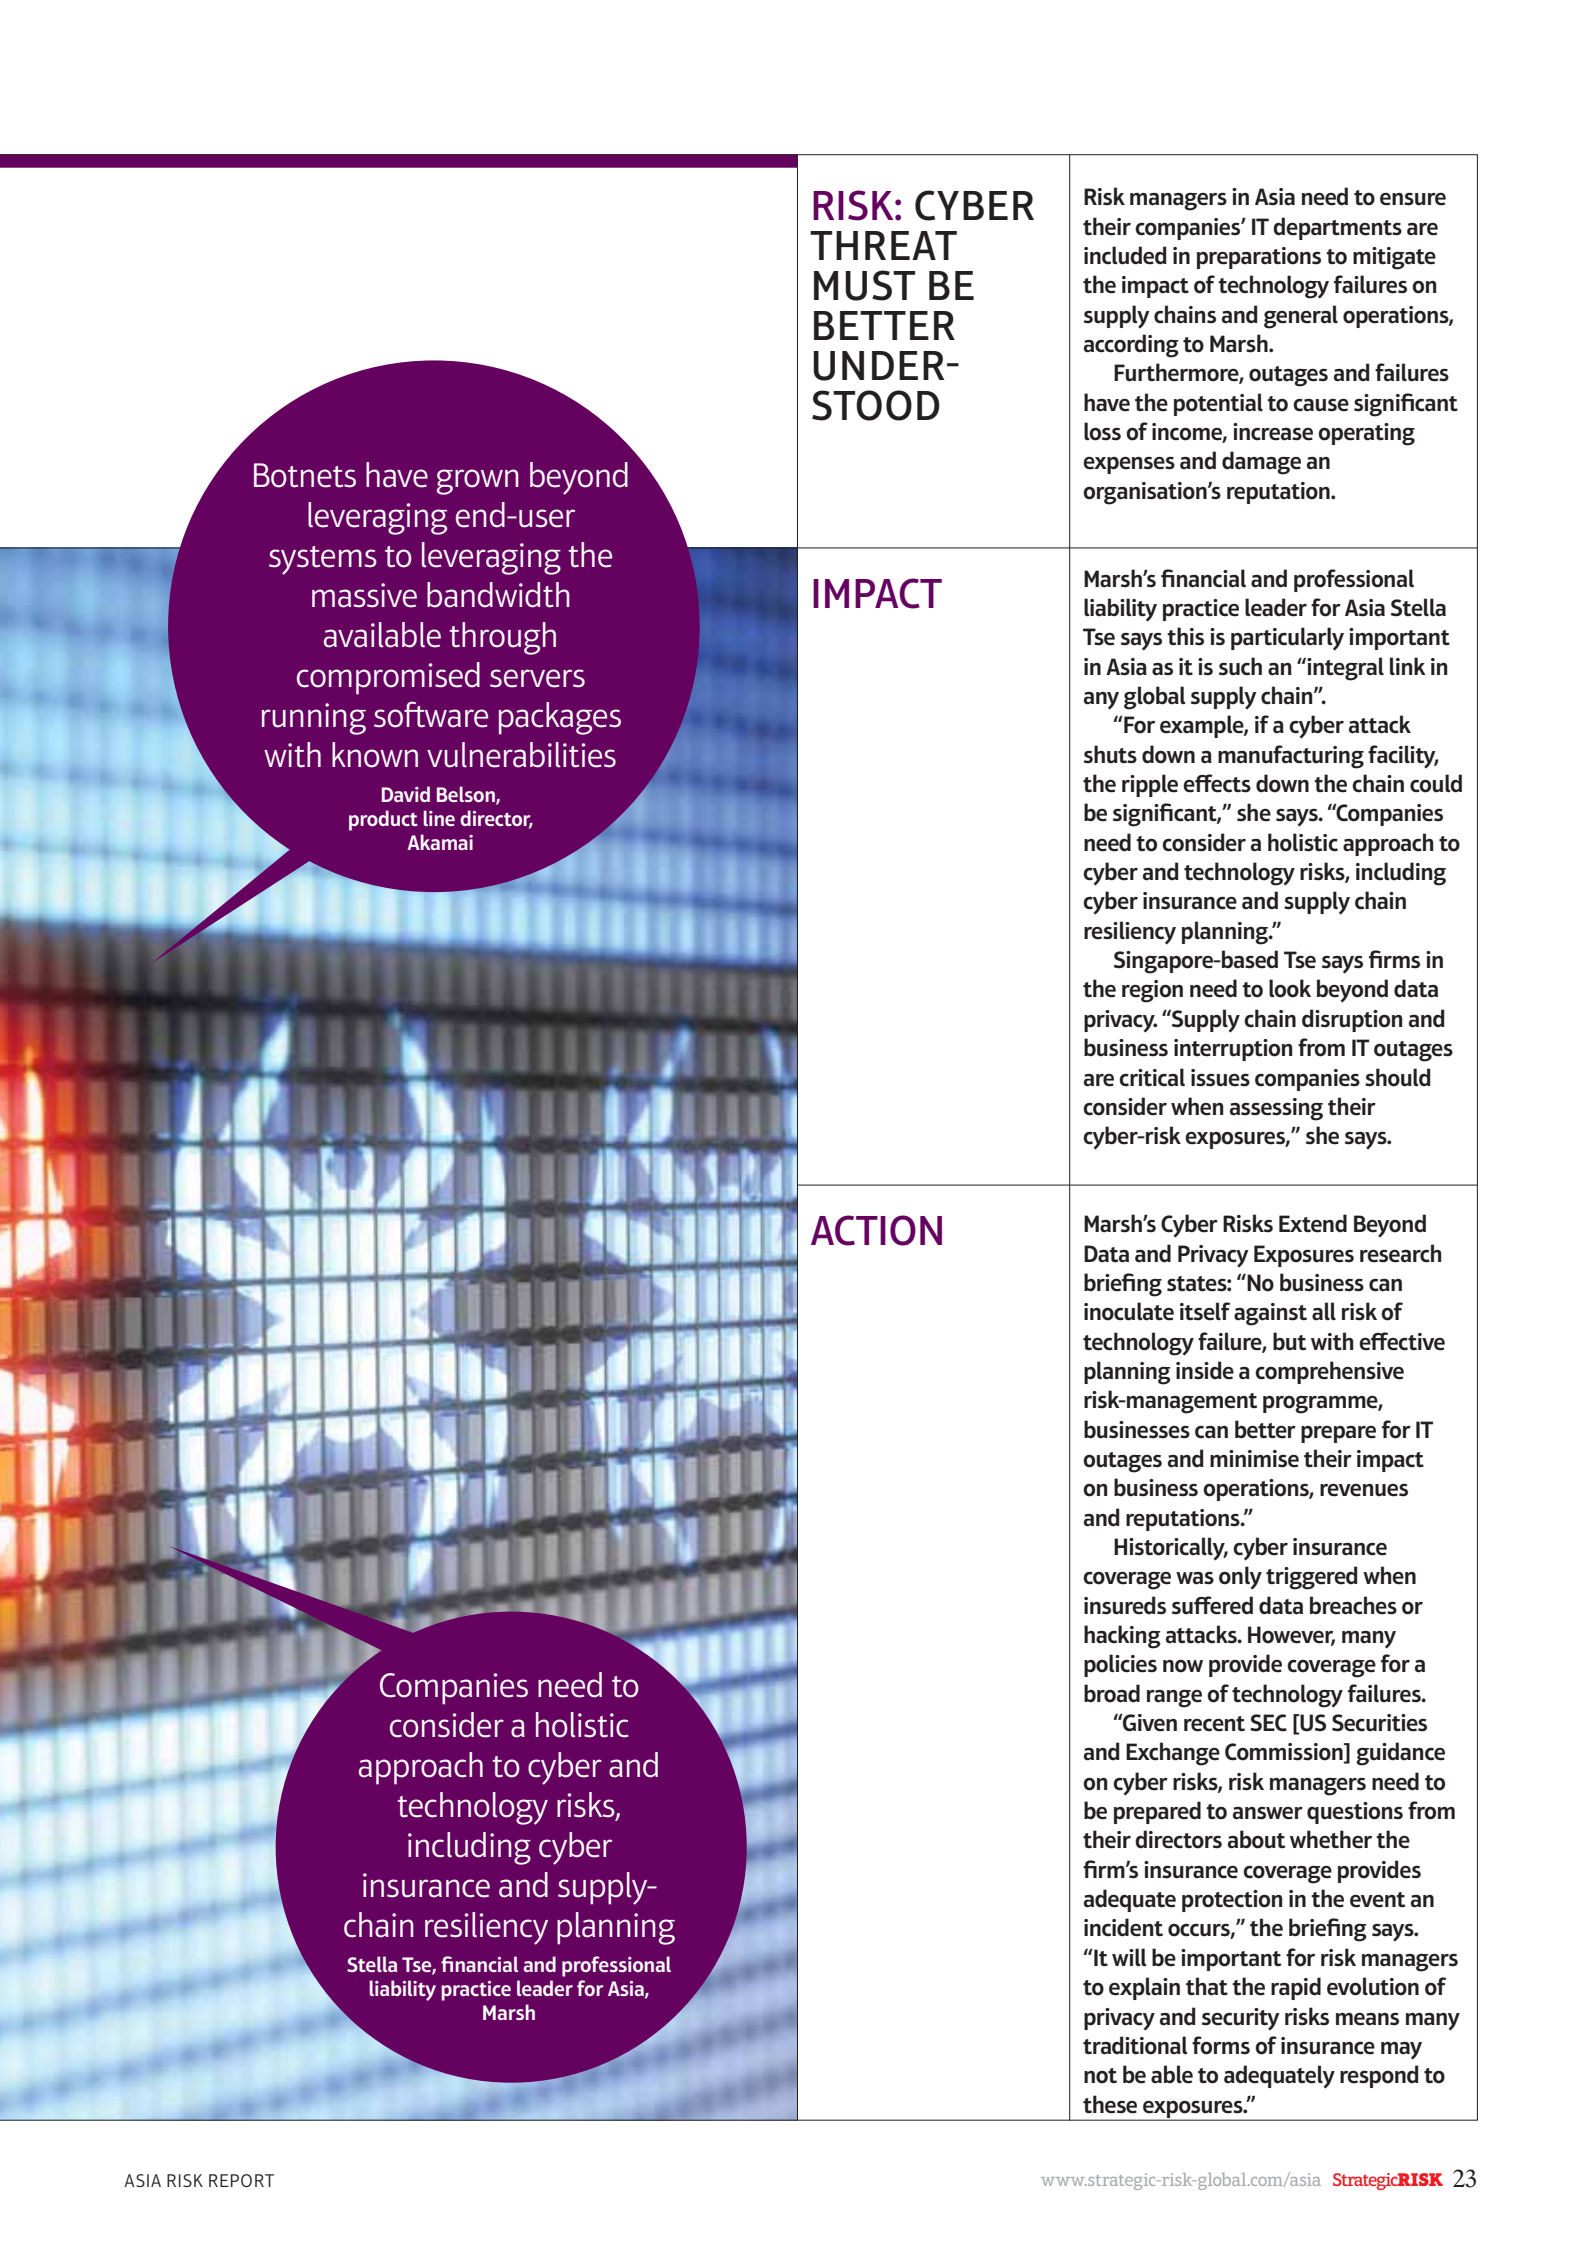 RISK: CYBER
THREAT
MUST BE
BETTER
UNDER-
STOOD
Risk managers in Asia need to ensure
their companies’ IT departments are
included in preparations to mitigate
the impact of technology failures on
supply chains and general operations,
according to Marsh.
Furthermore, outages and failures
have the potential to cause significant
loss of income, increase operating
expenses and damage an
organisation’s reputation.
Botnets have grown beyond
leveraging end-user
systems to leveraging the
massive bandwidth
available through
compromised servers
running software packages
with known vulnerabilities
David Belson,
product line director,
Akamai
IMPACT
Marsh’s financial and professional
liability practice leader for Asia Stella
Tse says this is particularly important
in Asia as it is such an “integral link in
any global supply chain”.
“For example, if a cyber attack
shuts down a manufacturing facility,
the ripple effects down the chain could
be significant,” she says. “Companies
need to consider a holistic approach to
cyber and technology risks, including
cyber insurance and supply chain
resiliency planning.”
Singapore-based Tse says firms in
the region need to look beyond data
privacy. “Supply chain disruption and
business interruption from IT outages
are critical issues companies should
consider when assessing their
cyber-risk exposures,” she says.
ACTION
Marsh’s Cyber Risks Extend Beyond
Data and Privacy Exposures research
briefing states: “No business can
inoculate itself against all risk of
technology failure, but with effective
planning inside a comprehensive
risk-management programme,
businesses can better prepare for IT
outages and minimise their impact
on business operations, revenues
and reputations.”
Historically, cyber insurance
coverage was only triggered when
insureds suffered data breaches or
hacking attacks. However, many
policies now provide coverage for a
broad range of technology failures.
“Given recent SEC [US Securities
and Exchange Commission] guidance
on cyber risks, risk managers need to
be prepared to answer questions from
their directors about whether the
firm’s insurance coverage provides
adequate protection in the event an
incident occurs,” the briefing says.
“It will be important for risk managers
to explain that the rapid evolution of
privacy and security risks means many
traditional forms of insurance may
not be able to adequately respond to
these exposures.”
Companies need to
consider a holistic
approach to cyber and
technology risks,
including cyber
insurance and supply-
chain resiliency planning
Stella Tse, financial and professional
liability practice leader for Asia,
Marsh
ASIA RISK REPORT
www.strategic-risk-global.com/asia StrategicRISK 23